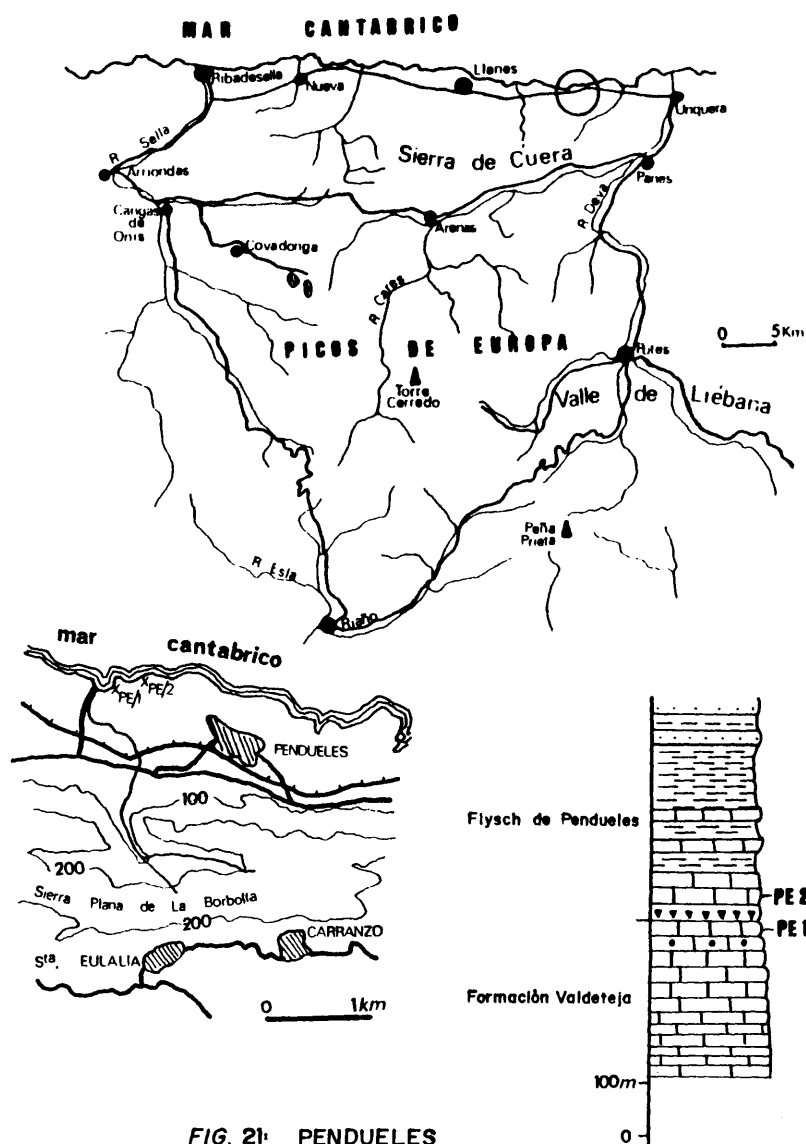 MAR CANTABRICO
Ribadesella
Nueva
Llanes
Unquera
R Sella
Sierra de Cuera
Arriondas
Panes
Cangas de Onis
Arenas
R Deva
Covadonga
R Cares
0 5Km
PICOS DE EUROPA
Potes
Torre Cerredo
Valle de Liébana
Peña Prieta
R Esla
Riaño
mar cantabrico
PE/1
PE/2
PENDUELES
100
200
Sierra Plana de La Borbolla
200
CARRANZO
Sta. EULALIA
0 1km
Flysch de Pendueles
PE 2
PE 1
Formación Valdeteja
100m
0
FIG. 21: PENDUELES